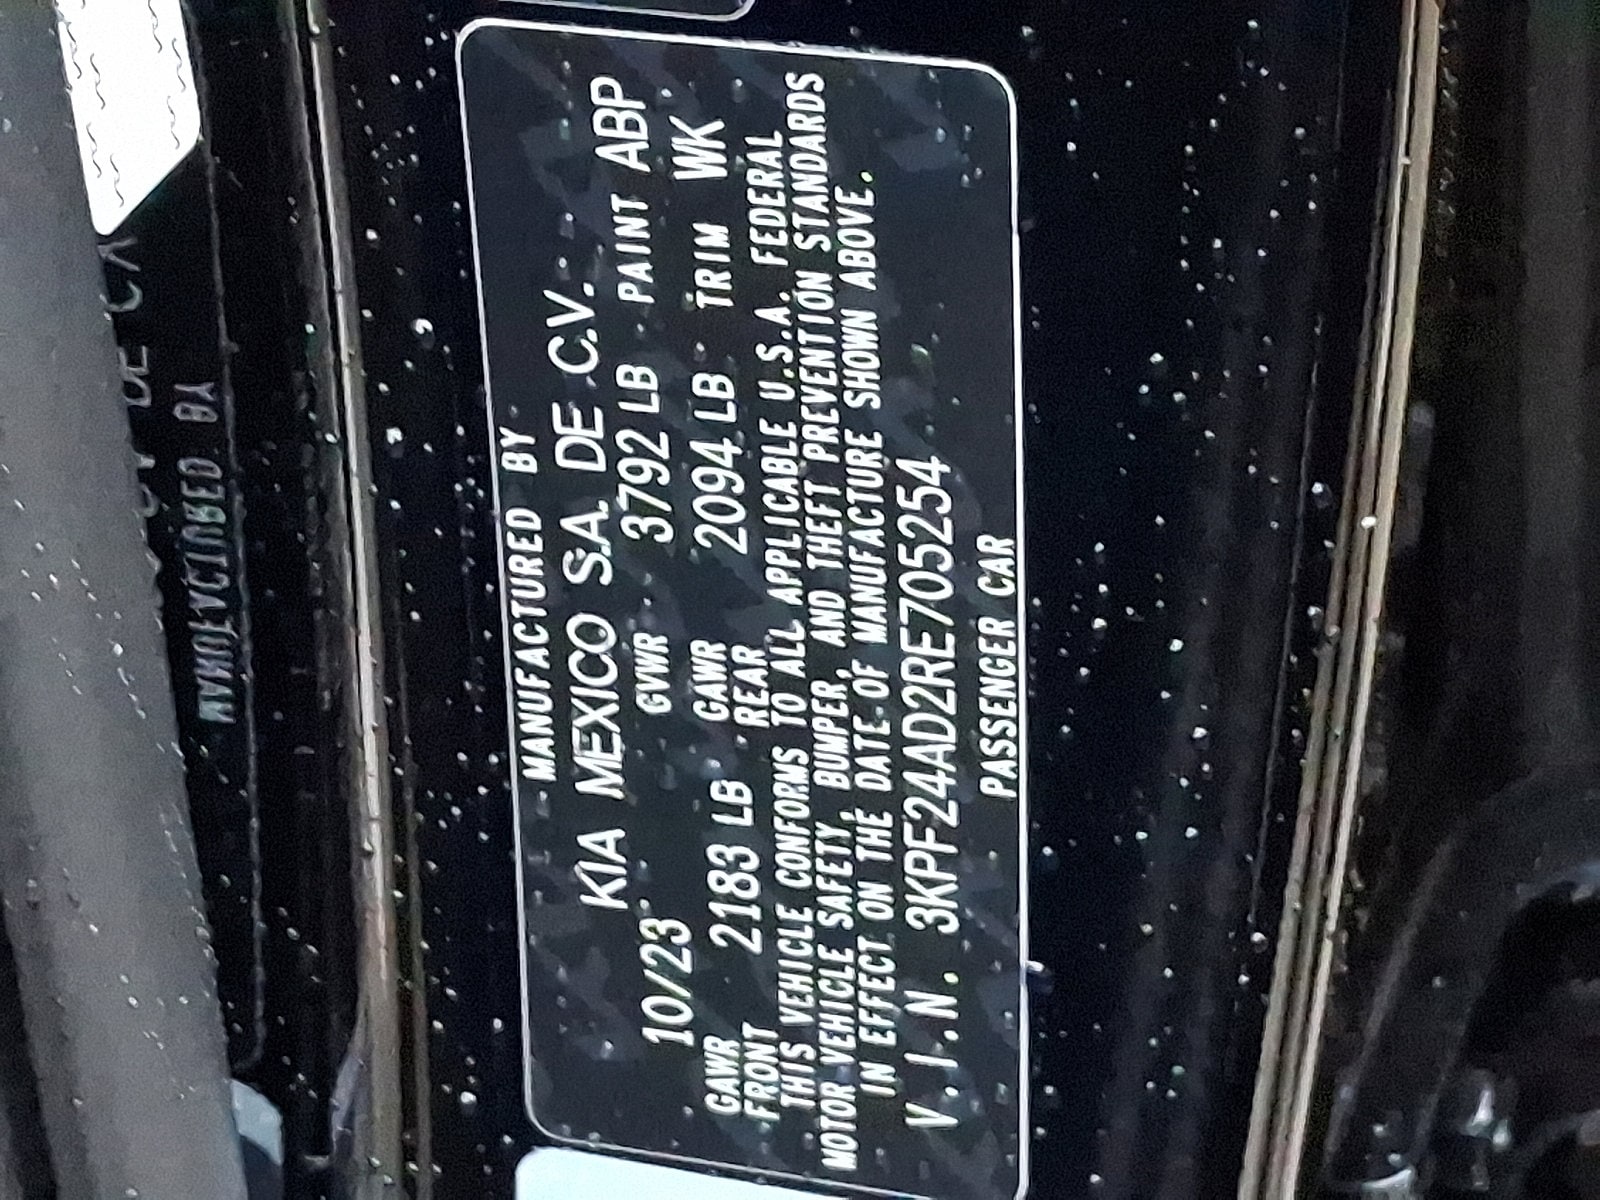 MANUFACTURED BY
KIA MEXICO S.A. DE C.V.
10/23 GVWR 3792 LB PAINT ABP
GAWR FRONT 2183 LB GAWR REAR 2094 LB TRIM WK
THIS VEHICLE CONFORMS TO ALL APPLICABLE U.S.A. FEDERAL
MOTOR VEHICLE SAFETY, BUMPER, AND THEFT PREVENTION STANDARDS
IN EFFECT ON THE DATE OF MANUFACTURE SHOWN ABOVE.
V.I.N. 3KPF24AD2RE705254
PASSENGER CAR